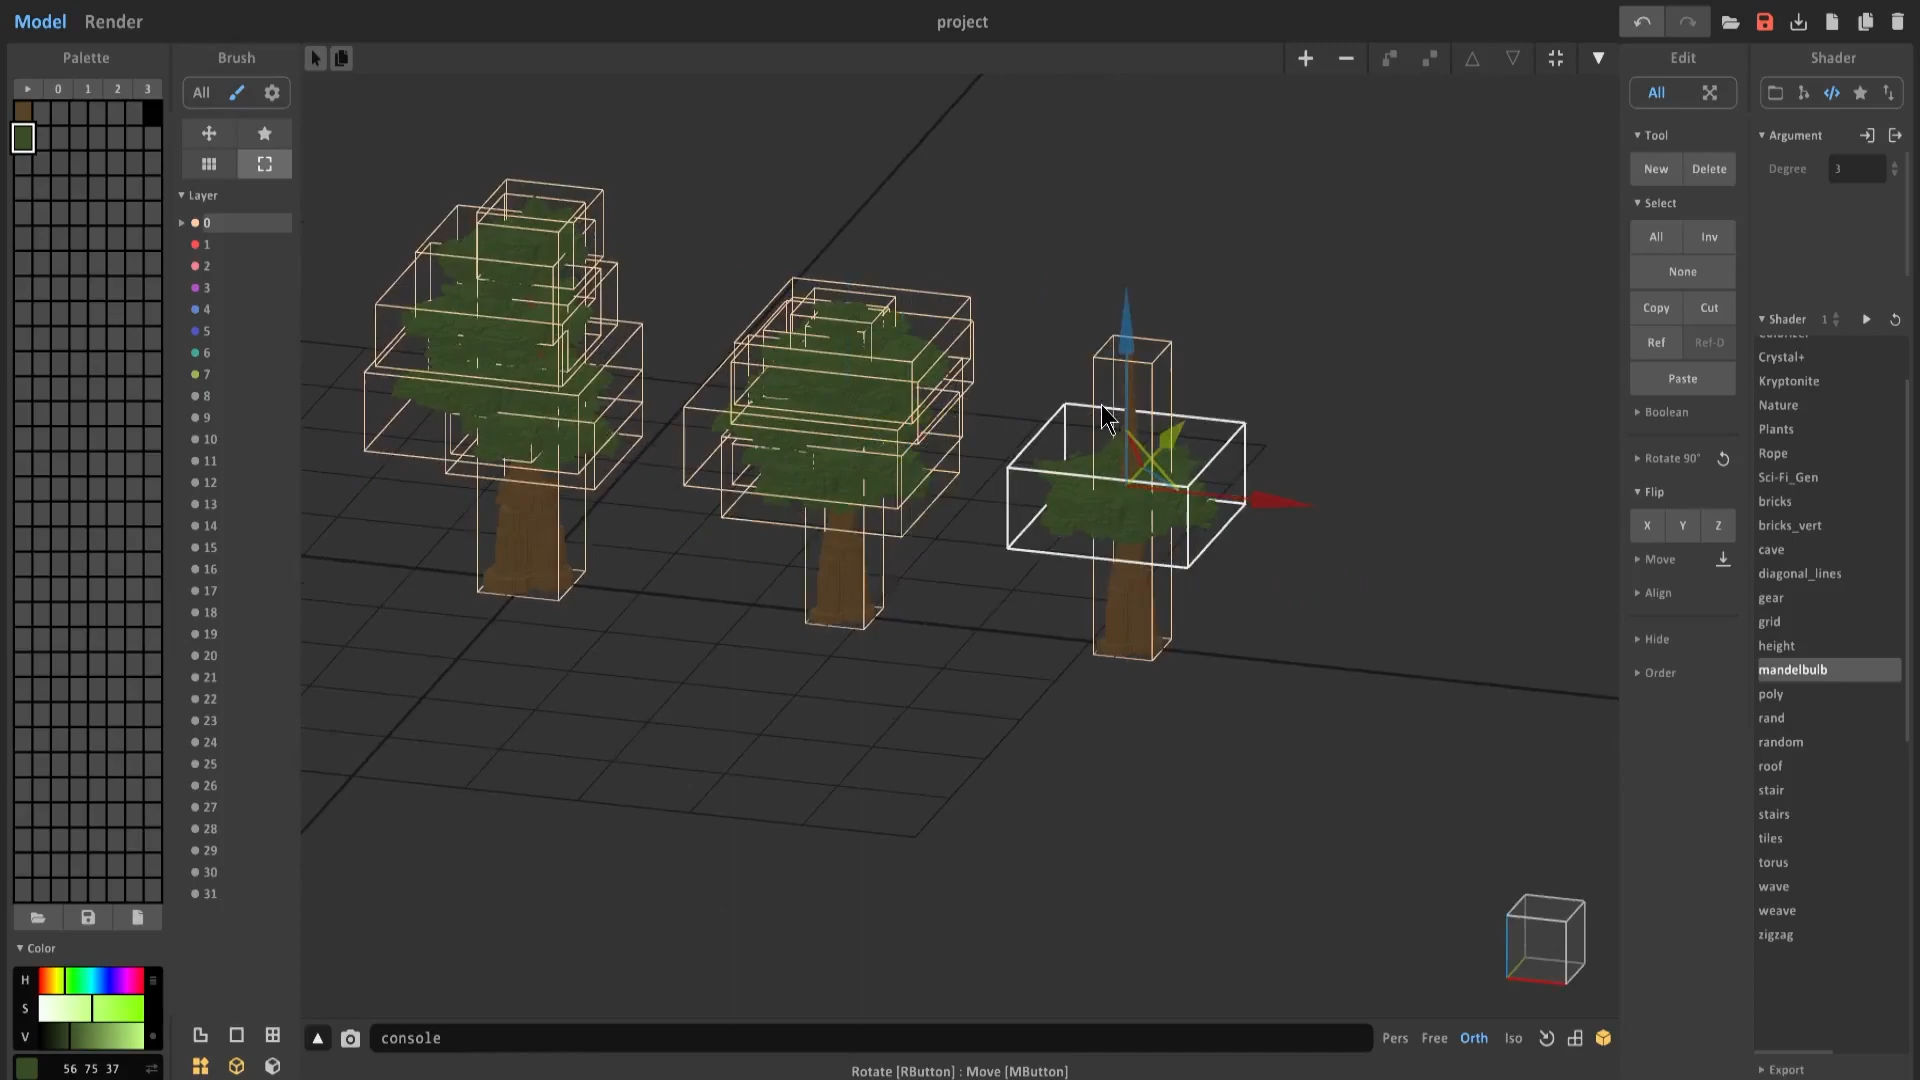 Model Render project
Palette
Brush
Edit
Shader
0 1 2 3
All
All
Layer
0
1
2
3
4
5
6
7
8
9
10
11
12
13
14
15
16
17
18
19
20
21
22
23
24
25
26
27
28
29
30
31
Color
H
S
V
56 75 37
console
Pers Free Orth Iso
Rotate [RButton] : Move [MButton]
Tool
New Delete
Select
All Inv
None
Copy Cut
Ref Ref-D
Paste
Boolean
Rotate 90°
Flip
X Y Z
Move
Align
Hide
Order
Argument
Degree 3
Shader 1
Crystal+
Kryptonite
Nature
Plants
Rope
Sci-Fi_Gen
bricks
bricks_vert
cave
diagonal_lines
gear
grid
height
mandelbulb
poly
rand
random
roof
stair
stairs
tiles
torus
wave
weave
zigzag
Export